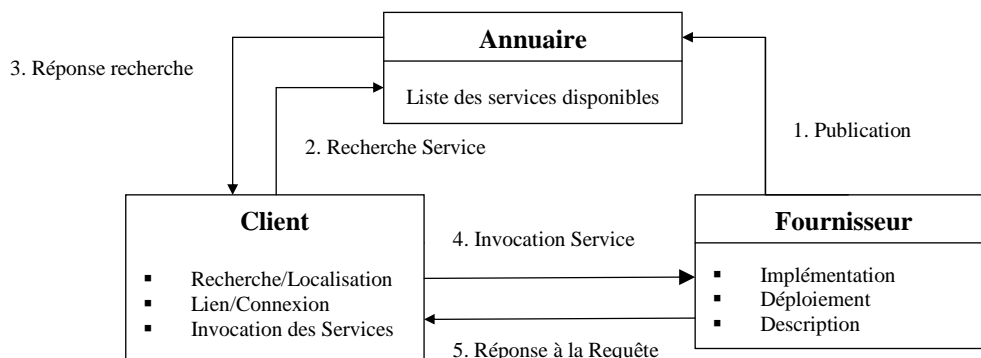 Annuaire
3. Réponse recherche
Liste des services disponibles
1. Publication
2. Recherche Service
Client
Fournisseur
4. Invocation Service
▪ Recherche/Localisation
▪ Lien/Connexion
▪ Invocation des Services
▪ Implémentation
▪ Déploiement
▪ Description
5. Réponse à la Requête